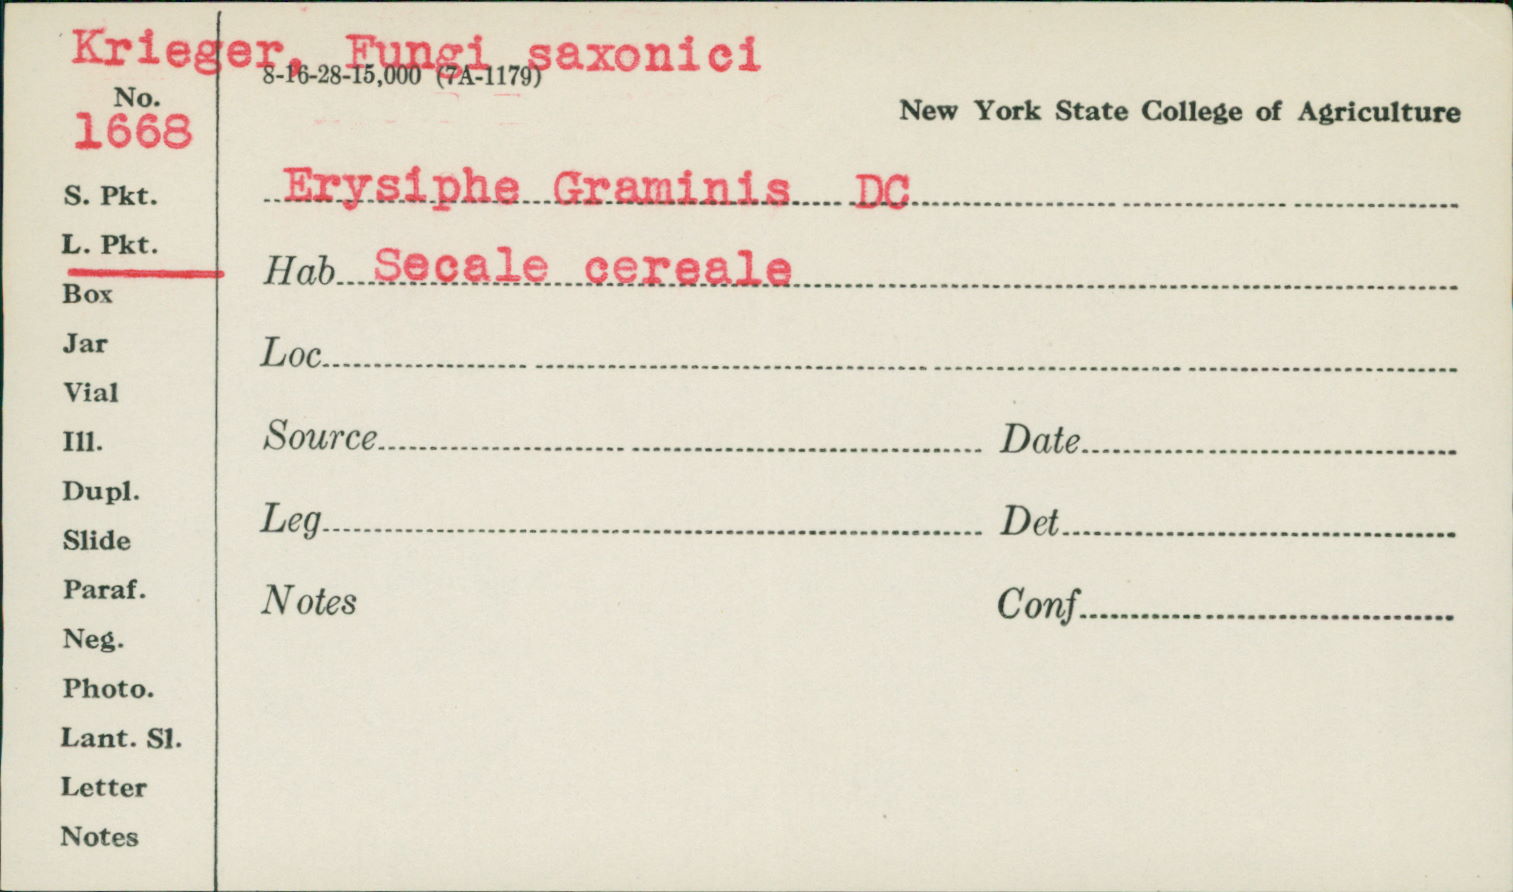 Krieger, Fungi saxonici
8-16-28-15,000 (7A-1179)
No.
1668
New York State College of Agriculture
S. Pkt.
L. Pkt.
Box
Jar
Vial
Ill.
Dupl.
Slide
Paraf.
Neg.
Photo.
Lant. Sl.
Letter
Notes
Erysiphe Graminis DC
Hab Secale cereale
Loc
Source Date
Leg Det
Notes Conf